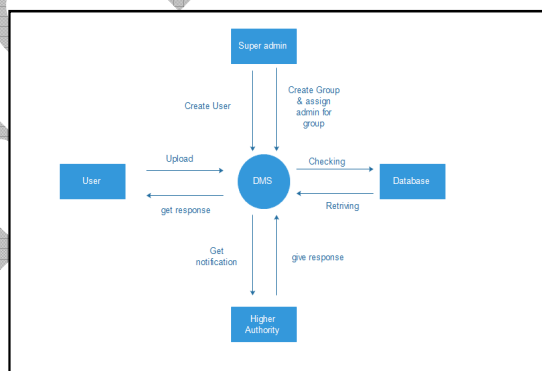 Super admin
Create User
Create Group
& assign
admin for
group
Upload
Checking
User
DMS
Database
get response
Retriving
Get
notification
give response
Higher
Authority